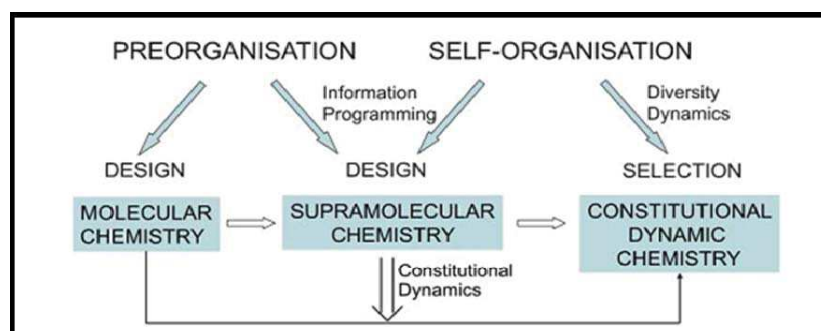 PREORGANISATION SELF-ORGANISATION
Information
Programming
Diversity
Dynamics
DESIGN DESIGN SELECTION
MOLECULAR
CHEMISTRY
SUPRAMOLECULAR
CHEMISTRY
CONSTITUTIONAL
DYNAMIC
CHEMISTRY
Constitutional
Dynamics